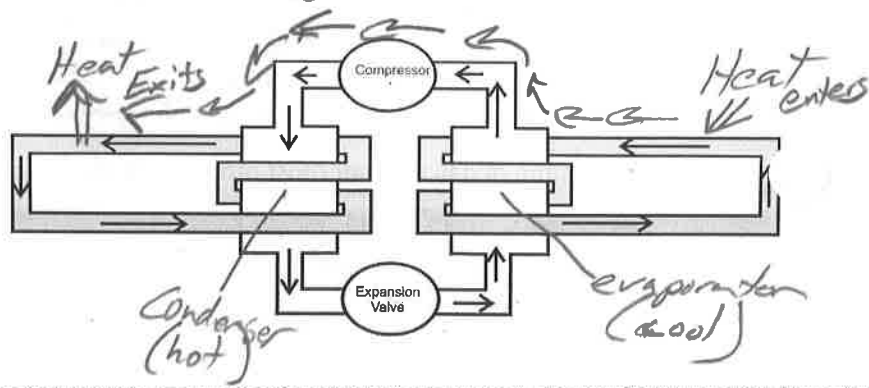 Heat
Exits
Compressor
Heat
enters
Expansion
Valve
Condenser
(hot)
evaporator
(cool)